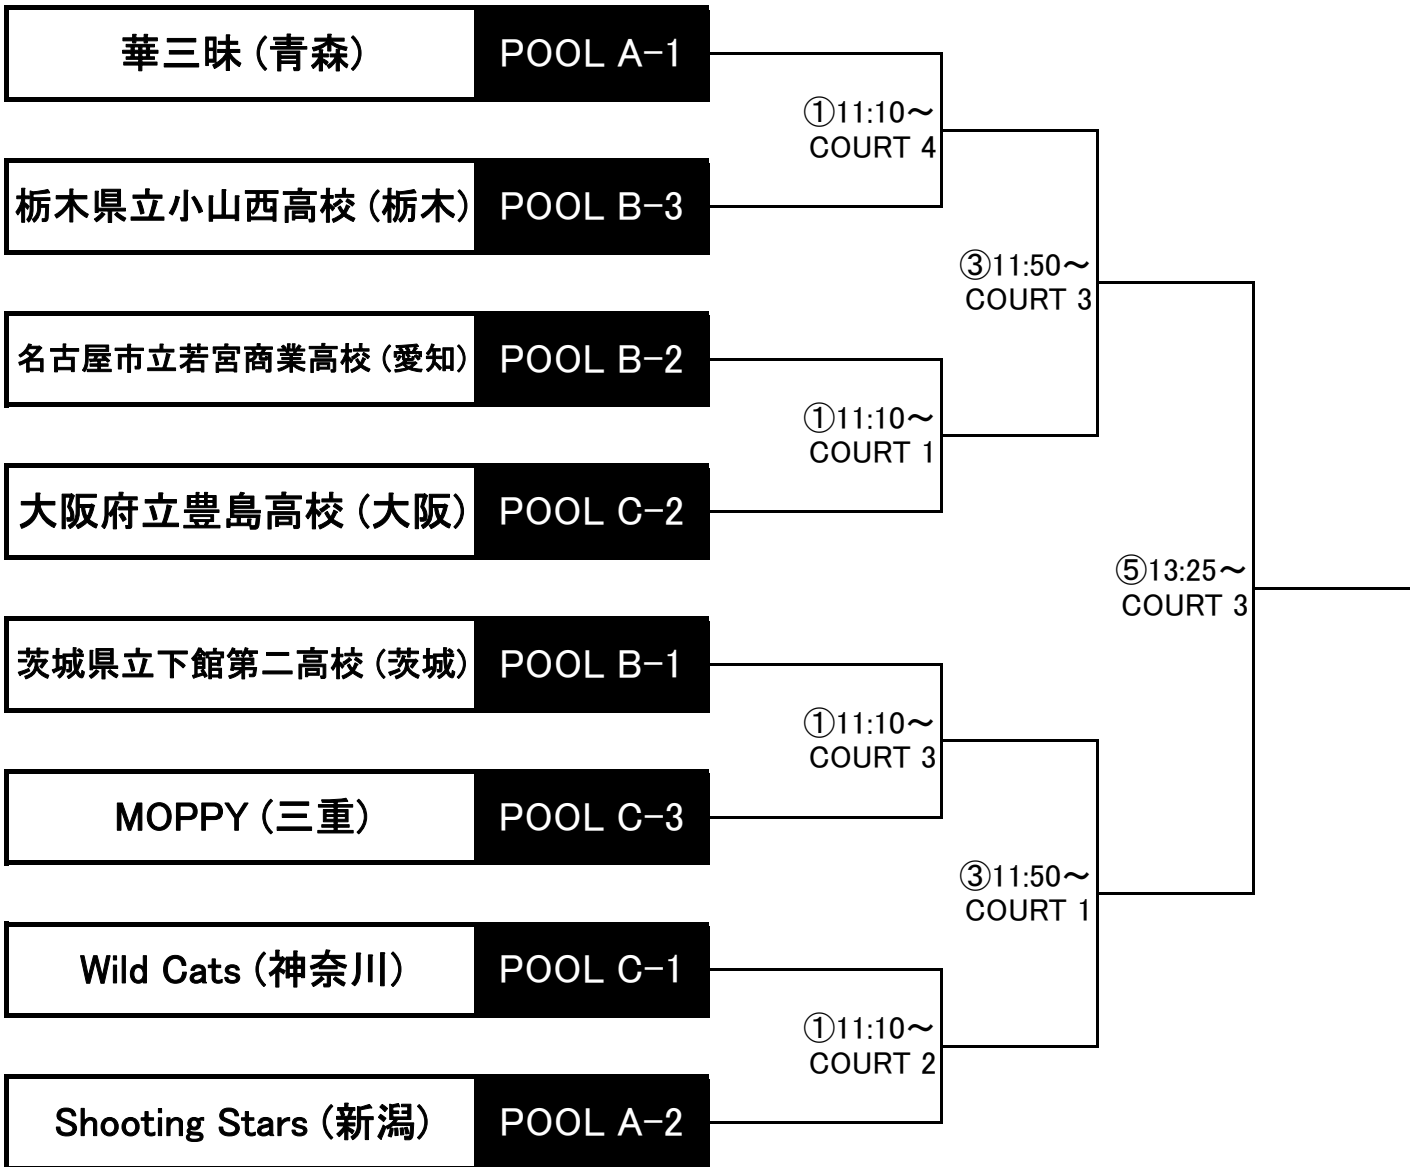 華三昧 (青森) POOL A-1
①11:10～
COURT 4
栃木県立小山西高校 (栃木) POOL B-3
③11:50～
COURT 3
名古屋市立若宮商業高校 (愛知) POOL B-2
①11:10～
COURT 1
大阪府立豊島高校 (大阪) POOL C-2
⑤13:25～
COURT 3
茨城県立下館第二高校 (茨城) POOL B-1
①11:10～
COURT 3
MOPPY (三重) POOL C-3
③11:50～
COURT 1
Wild Cats (神奈川) POOL C-1
①11:10～
COURT 2
Shooting Stars (新潟) POOL A-2